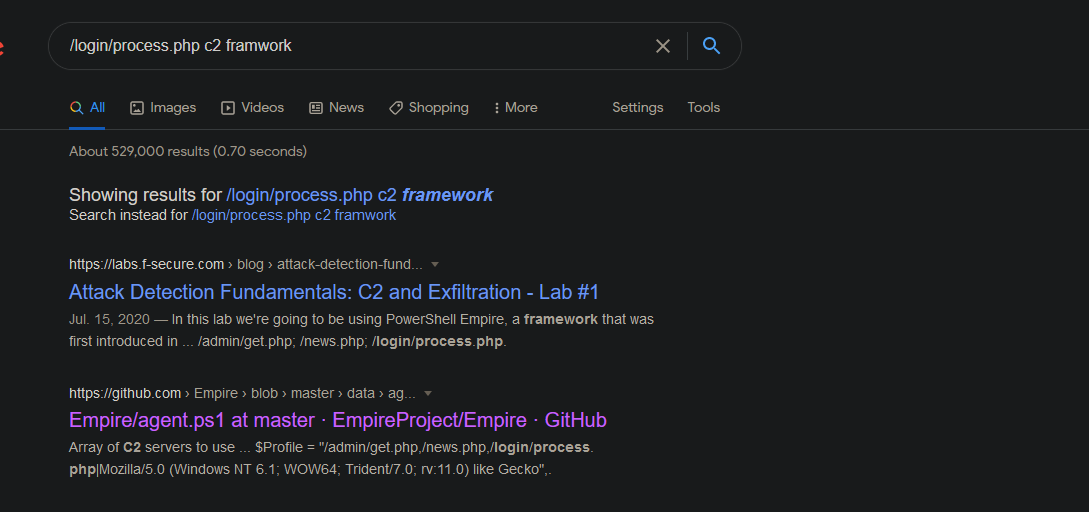 /login/process.php c2 framwork
All Images Videos News Shopping More Settings Tools
About 529,000 results (0.70 seconds)
Showing results for /login/process.php c2 framework
Search instead for /login/process.php c2 framwork
https://labs.f-secure.com › blog › attack-detection-fund...
Attack Detection Fundamentals: C2 and Exfiltration - Lab #1
Jul. 15, 2020 — In this lab we're going to be using PowerShell Empire, a framework that was
first introduced in ... /admin/get.php; /news.php; /login/process.php.
https://github.com › Empire › blob › master › data › ag...
Empire/agent.ps1 at master · EmpireProject/Empire · GitHub
Array of C2 servers to use ... $Profile = "/admin/get.php,/news.php,/login/process.
php|Mozilla/5.0 (Windows NT 6.1; WOW64; Trident/7.0; rv:11.0) like Gecko",.